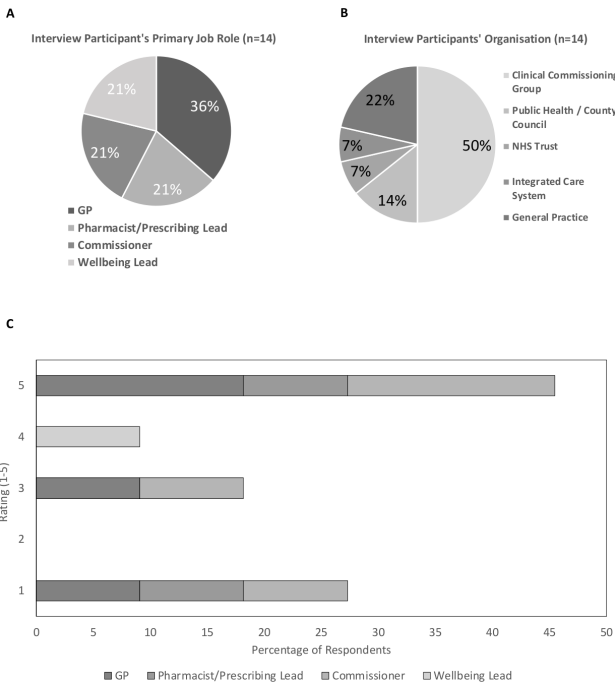 A
Interview Participant's Primary Job Role (n=14)
36%
21%
21%
21%
GP
Pharmacist/Prescribing Lead
Commissioner
Wellbeing Lead
B
Interview Participants' Organisation (n=14)
50%
14%
7%
7%
22%
Clinical Commissioning
Group
Public Health / County
Council
NHS Trust
Integrated Care
System
General Practice
C
Rating (1-5)
5
4
3
2
1
0 5 10 15 20 25 30 35 40 45 50
Percentage of Respondents
GP Pharmacist/Prescribing Lead Commissioner Wellbeing Lead